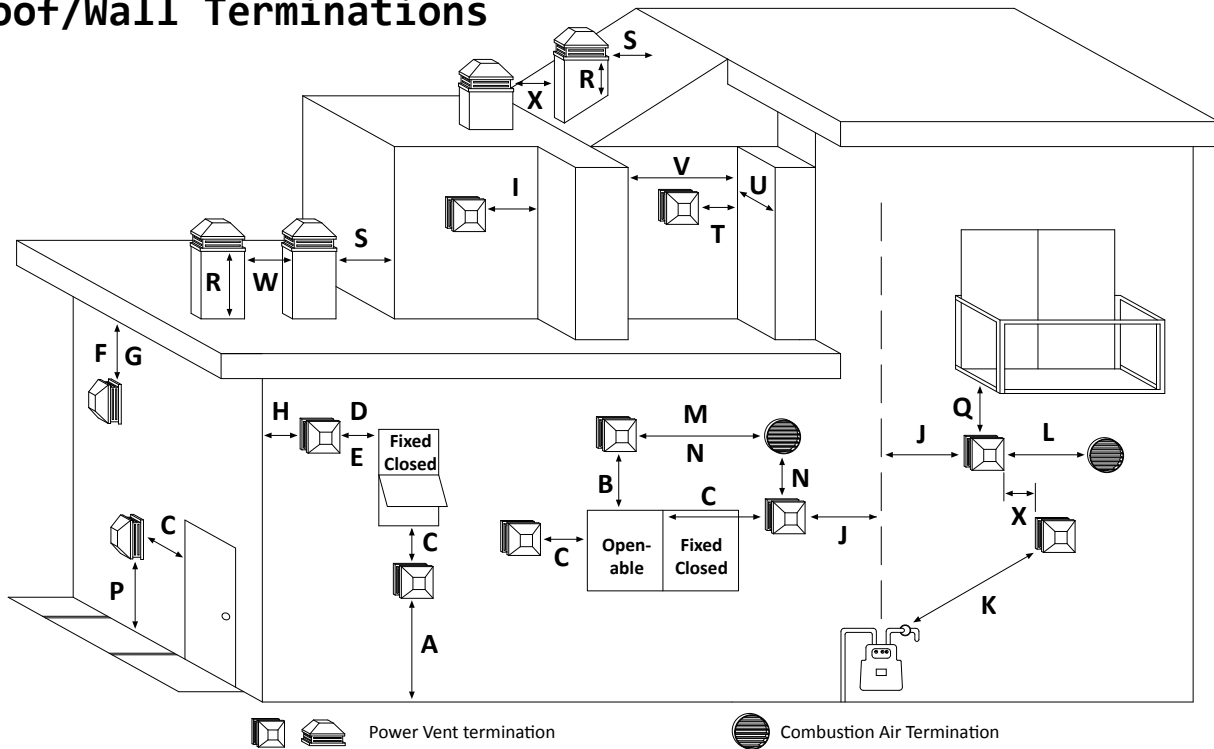 oof/Wall Terminations
S
R
X
V
I
U
T
S
R
W
F G
H
D
E
Fixed
Closed
M
N
Q
J
L
B
N
C
C
X
C
C
J
Open-
able
Fixed
Closed
P
K
A
Power Vent termination
Combustion Air Termination